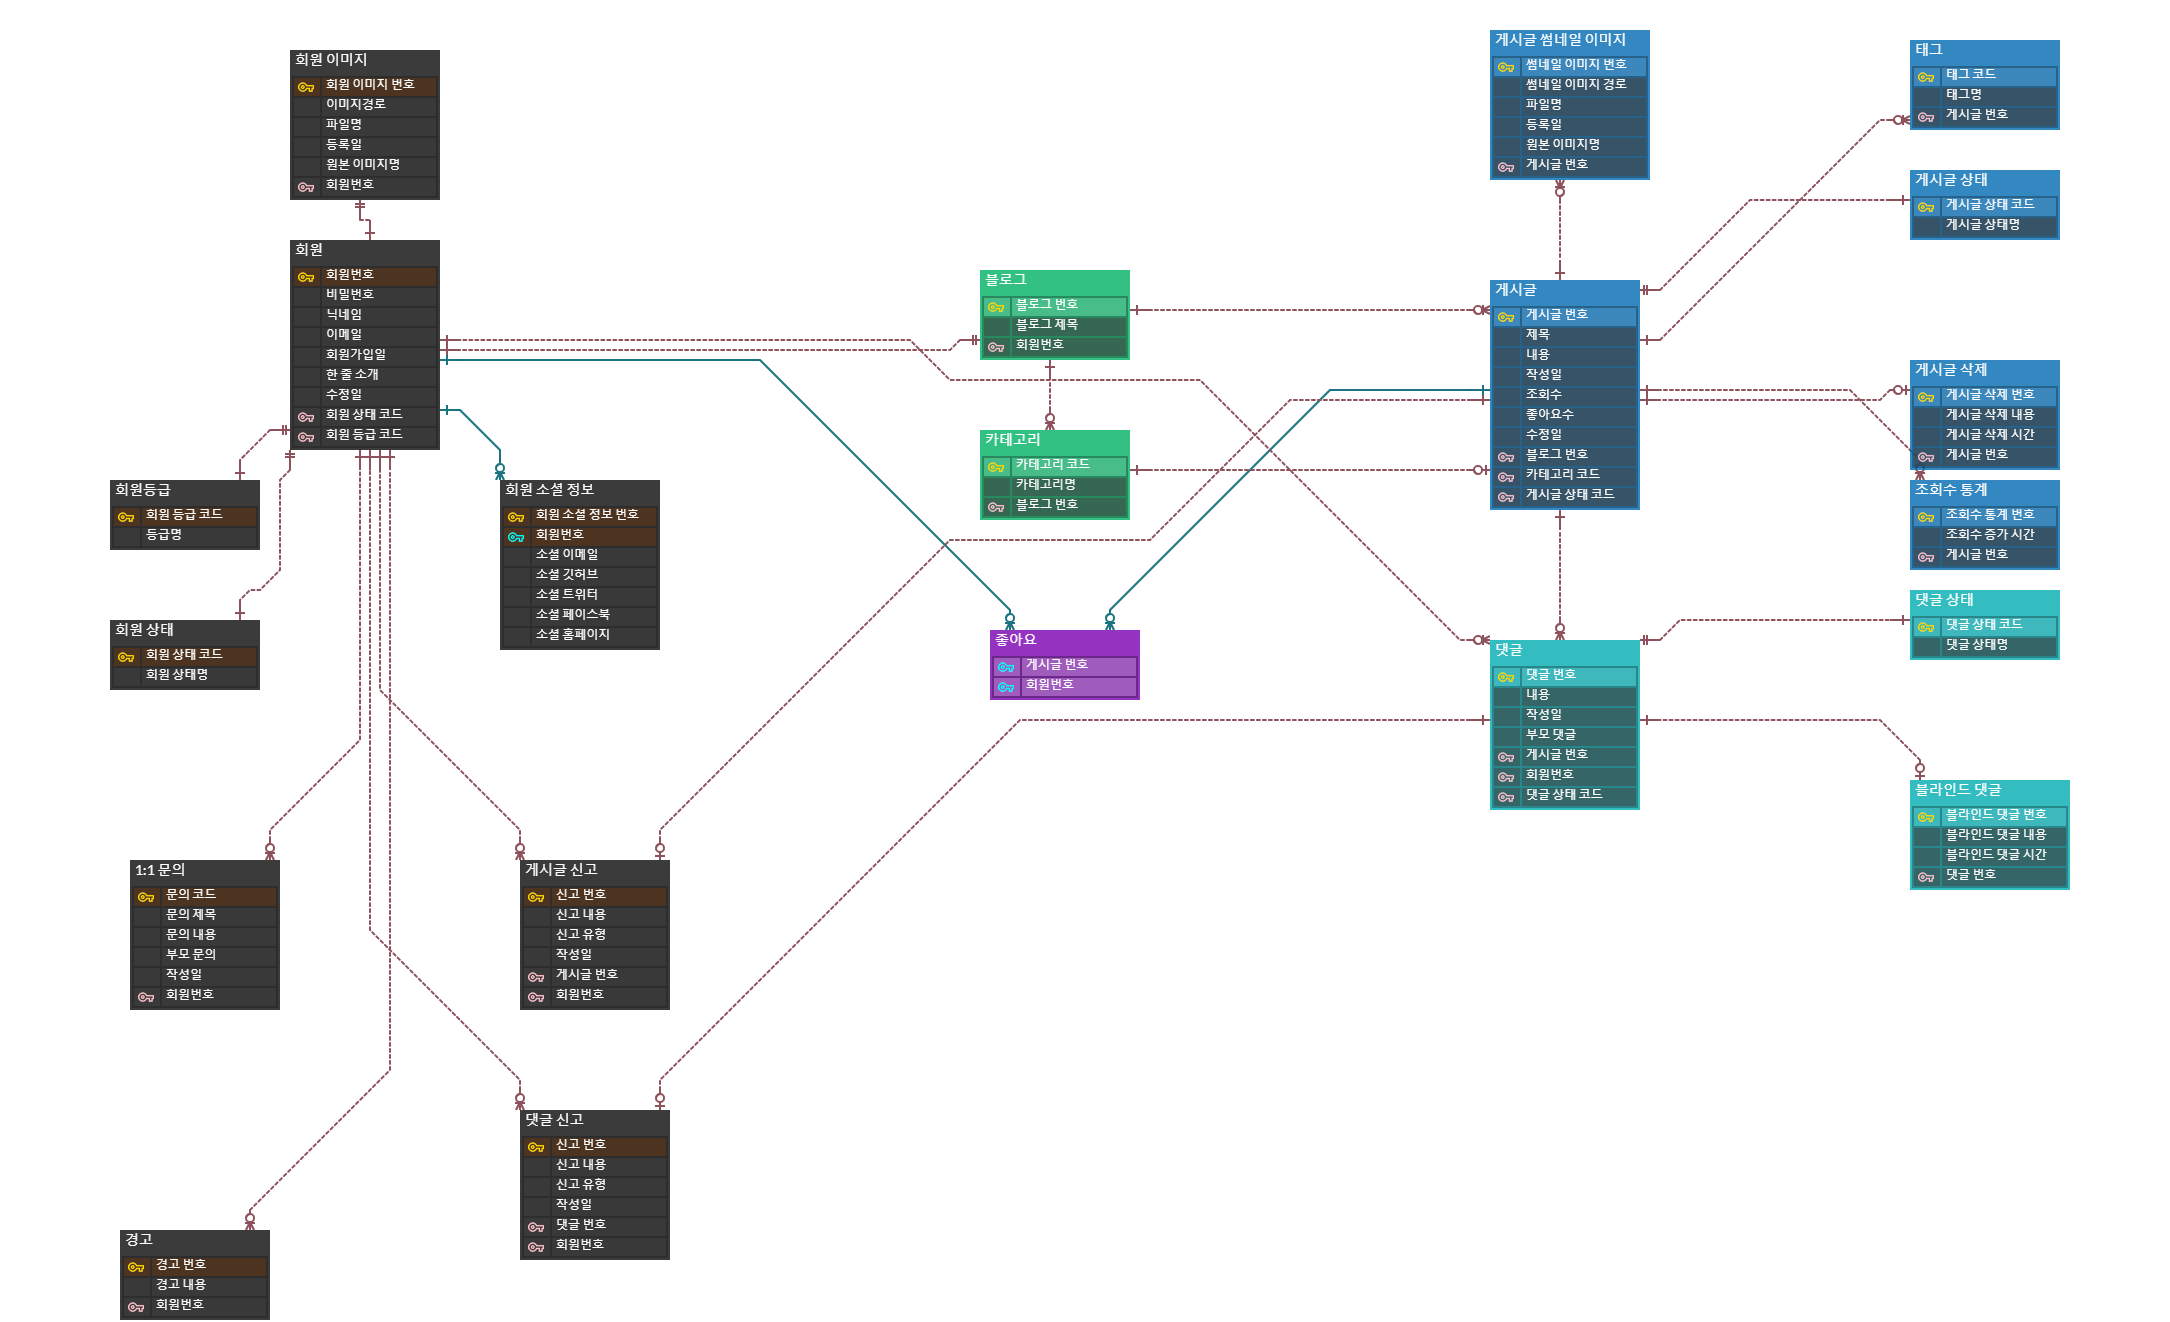 회원 이미지
회원 이미지 번호
이미지경로
파일명
등록일
원본 이미지명
회원번호
회원
회원번호
비밀번호
닉네임
이메일
회원가입일
한 줄 소개
수정일
회원 상태 코드
회원 등급 코드
회원등급
회원 등급 코드
등급명
회원 상태
회원 상태 코드
회원 상태명
회원 소셜 정보
회원 소셜 정보 번호
회원번호
소셜 이메일
소셜 깃허브
소셜 트위터
소셜 페이스북
소셜 홈페이지
1:1 문의
문의 코드
문의 제목
문의 내용
부모 문의
작성일
회원번호
게시글 신고
신고 번호
신고 내용
신고 유형
작성일
게시글 번호
회원번호
댓글 신고
신고 번호
신고 내용
신고 유형
작성일
댓글 번호
회원번호
경고
경고 번호
경고 내용
회원번호
블로그
블로그 번호
블로그 제목
회원번호
카테고리
카테고리 코드
카테고리명
블로그 번호
좋아요
게시글 번호
회원번호
게시글 썸네일 이미지
썸네일 이미지 번호
썸네일 이미지 경로
파일명
등록일
원본 이미지명
게시글 번호
게시글
게시글 번호
제목
내용
작성일
조회수
좋아요수
수정일
블로그 번호
카테고리 코드
게시글 상태 코드
댓글
댓글 번호
내용
작성일
부모 댓글
게시글 번호
회원번호
댓글 상태 코드
태그
태그 코드
태그명
게시글 번호
게시글 상태
게시글 상태 코드
게시글 상태명
게시글 삭제
게시글 삭제 번호
게시글 삭제 내용
게시글 삭제 시간
게시글 번호
조회수 통계
조회수 통계 번호
조회수 증가 시간
게시글 번호
댓글 상태
댓글 상태 코드
댓글 상태명
블라인드 댓글
블라인드 댓글 번호
블라인드 댓글 내용
블라인드 댓글 시간
댓글 번호